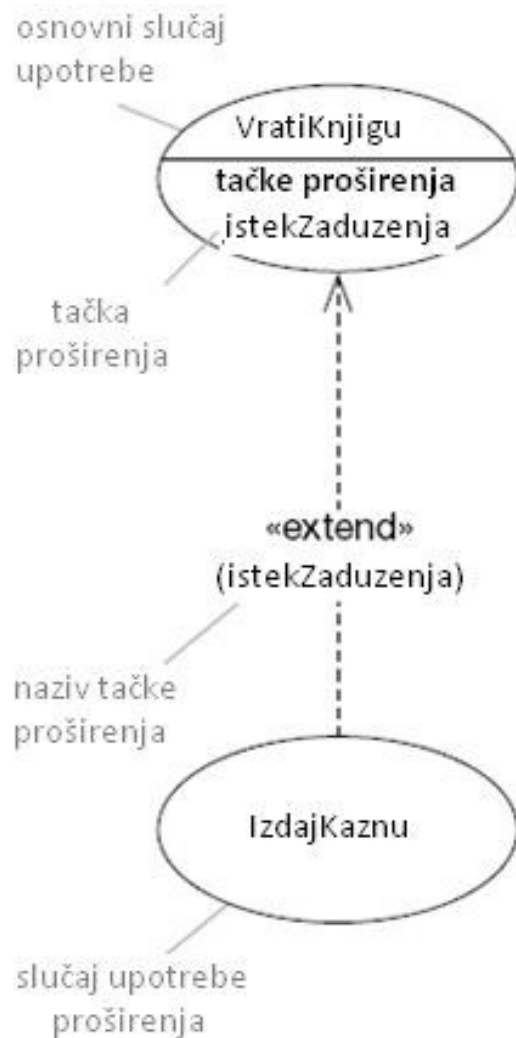 osnovni slučaj
upotrebe
VratiKnjigu
tačke proširenja
istekZaduzenja
tačka
proširenja
«extend»
(istekZaduzenja)
naziv tačke
proširenja
IzdajKaznu
slučaj upotrebe
proširenja